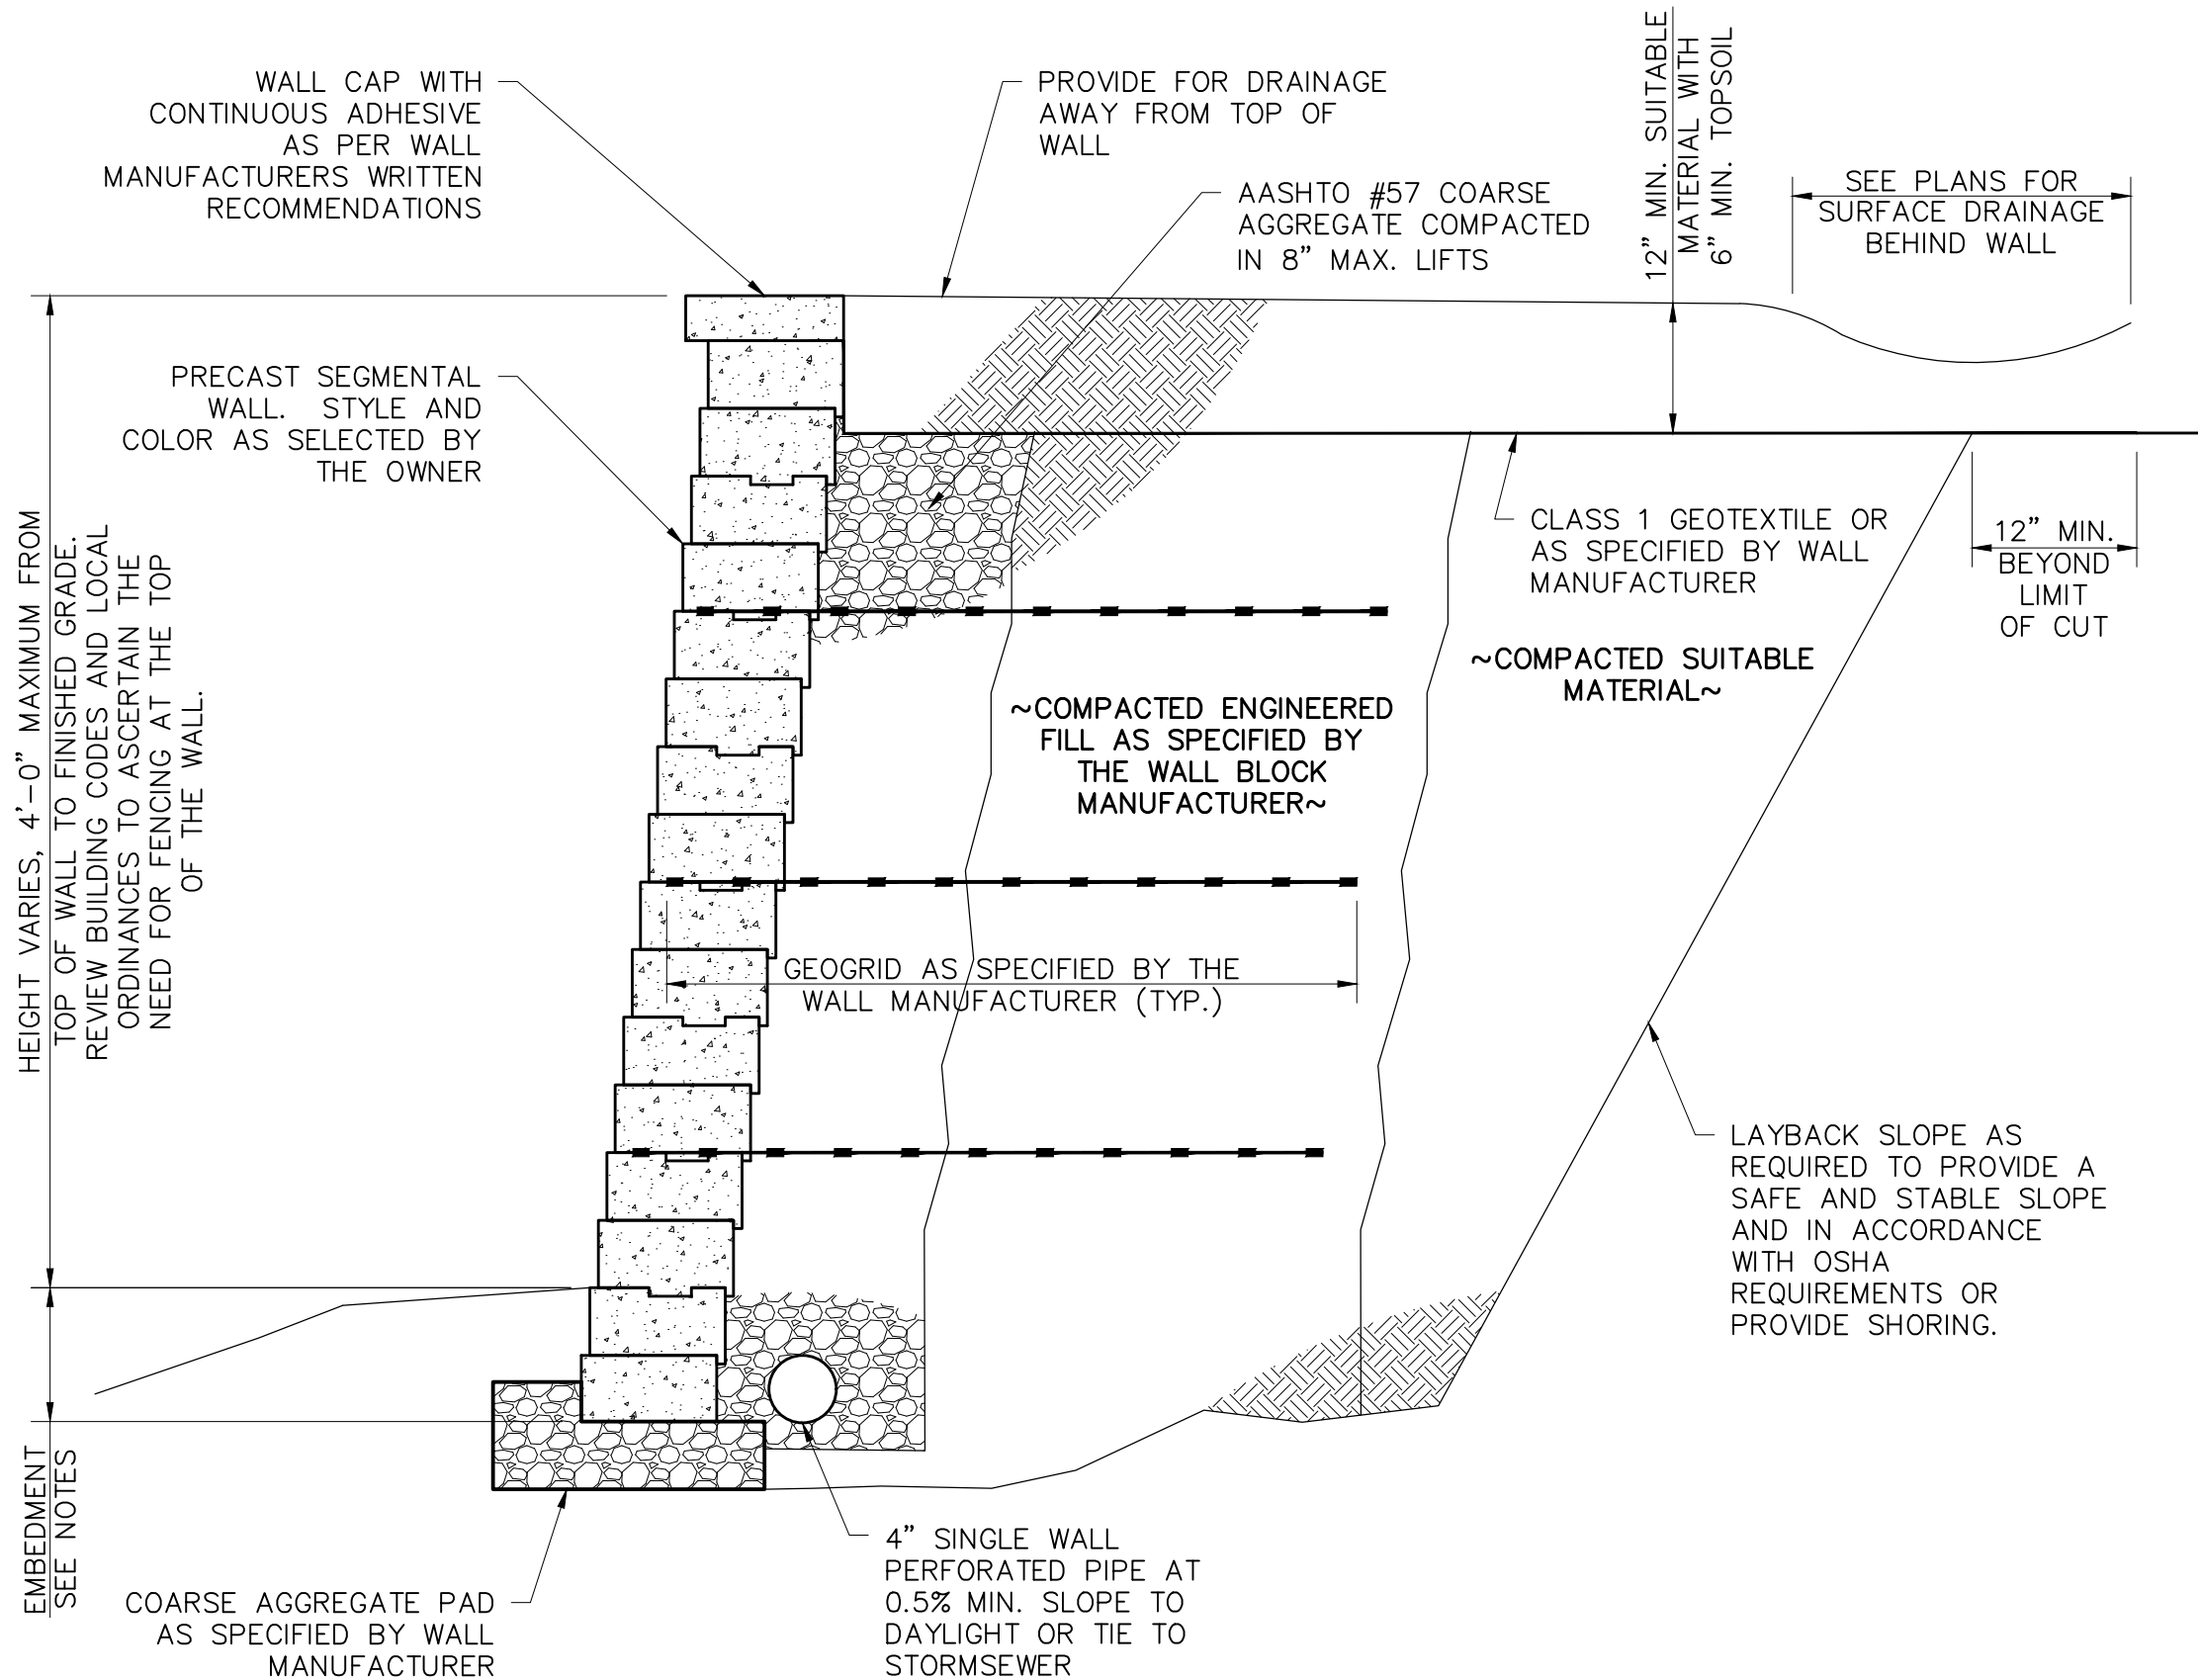 WALL CAP WITH
CONTINUOUS ADHESIVE
AS PER WALL
MANUFACTURERS WRITTEN
RECOMMENDATIONS
PROVIDE FOR DRAINAGE
AWAY FROM TOP OF
WALL
AASHTO #57 COARSE
AGGREGATE COMPACTED
IN 8" MAX. LIFTS
12" MIN. SUITABLE
MATERIAL WITH
6" MIN. TOPSOIL
SEE PLANS FOR
SURFACE DRAINAGE
BEHIND WALL
PRECAST SEGMENTAL
WALL. STYLE AND
COLOR AS SELECTED BY
THE OWNER
CLASS 1 GEOTEXTILE OR
AS SPECIFIED BY WALL
MANUFACTURER
12" MIN.
BEYOND
LIMIT
OF CUT
HEIGHT VARIES, 4'-0" MAXIMUM FROM
TOP OF WALL TO FINISHED GRADE.
REVIEW BUILDING CODES AND LOCAL
ORDINANCES TO ASCERTAIN THE
NEED FOR FENCING AT THE TOP
OF THE WALL.
~COMPACTED SUITABLE
MATERIAL~
~COMPACTED ENGINEERED
FILL AS SPECIFIED BY
THE WALL BLOCK
MANUFACTURER~
GEOGRID AS SPECIFIED BY THE
WALL MANUFACTURER (TYP.)
LAYBACK SLOPE AS
REQUIRED TO PROVIDE A
SAFE AND STABLE SLOPE
AND IN ACCORDANCE
WITH OSHA
REQUIREMENTS OR
PROVIDE SHORING.
EMBEDMENT
SEE NOTES
COARSE AGGREGATE PAD
AS SPECIFIED BY WALL
MANUFACTURER
4" SINGLE WALL
PERFORATED PIPE AT
0.5% MIN. SLOPE TO
DAYLIGHT OR TIE TO
STORMSEWER